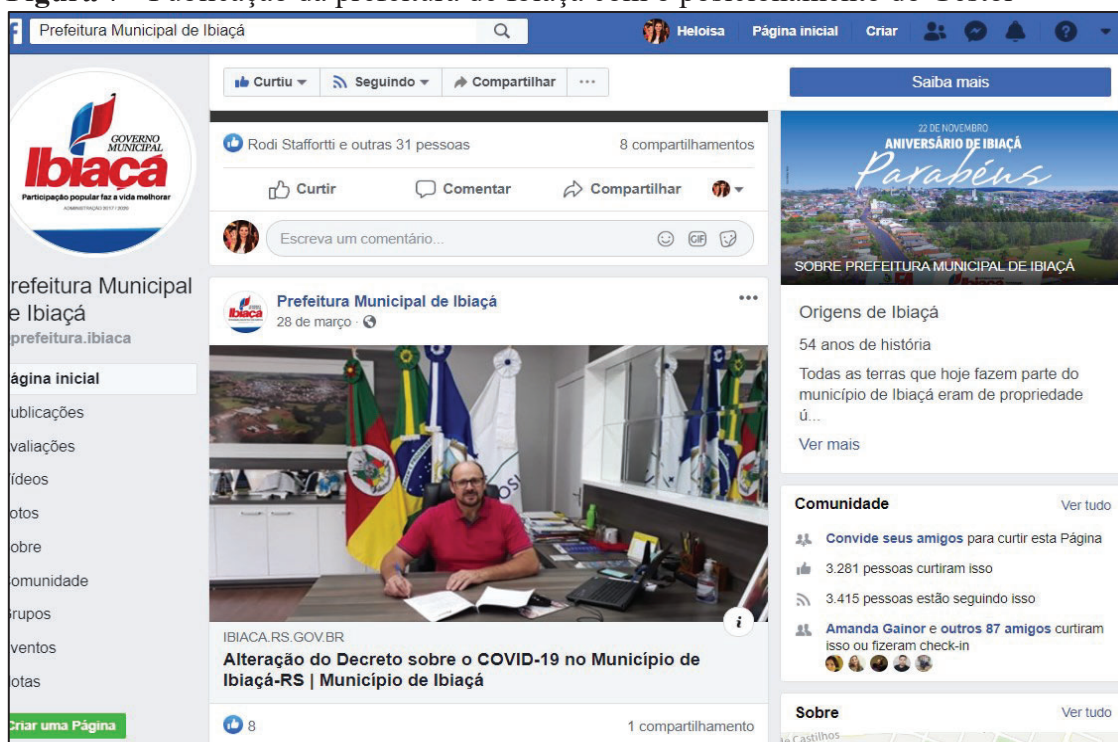 Prefeitura Municipal de Ibiaçá
Heloisa
Página inicial
Criar
GOVERNO
MUNICIPAL
Ibiaçá
Participação popular faz a vida melhorar
ADMINISTRAÇÃO 2017 / 2020
refeitura Municipal
e Ibiaçá
prefeitura.ibiaca
ágina inicial
ublicações
valiações
ídeos
otos
obre
omunidade
rupos
ventos
otas
Criar uma Página
Curtiu
Seguindo
Compartilhar
Rodi Staffortti e outras 31 pessoas
8 compartilhamentos
Curtir
Comentar
Compartilhar
Escreva um comentário...
GIF
Prefeitura Municipal de Ibiaçá
28 de março
IBIACA.RS.GOV.BR
Alteração do Decreto sobre o COVID-19 no Município de
Ibiaçá-RS | Município de Ibiaçá
8
1 compartilhamento
Saiba mais
22 DE NOVEMBRO
ANIVERSÁRIO DE IBIAÇÁ
Parabéns
SOBRE PREFEITURA MUNICIPAL DE IBIAÇÁ
Origens de Ibiaçá
54 anos de história
Todas as terras que hoje fazem parte do
município de Ibiaçá eram de propriedade
ú...
Ver mais
Comunidade
Ver tudo
Convide seus amigos para curtir esta Página
3.281 pessoas curtiram isso
3.415 pessoas estão seguindo isso
Amanda Gainor e outros 87 amigos curtiram
isso ou fizeram check-in
Sobre
Ver tudo